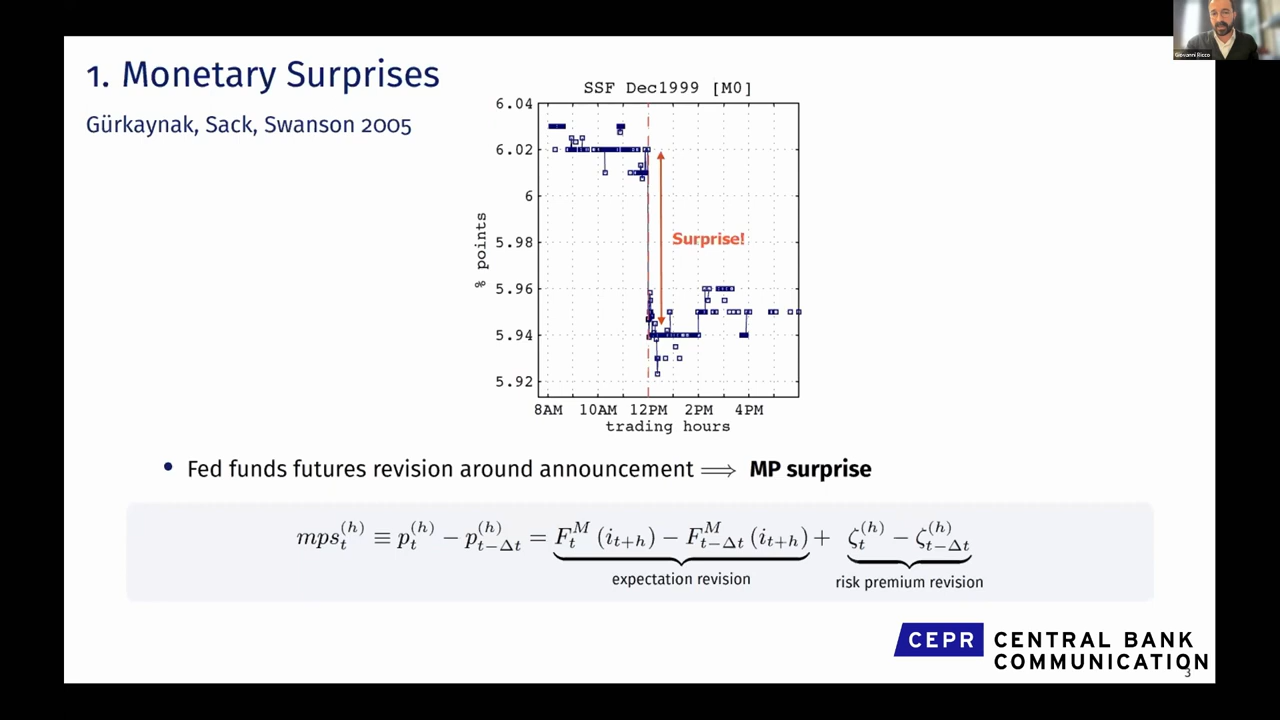 1. Monetary Surprises
Gürkaynak, Sack, Swanson 2005
SSF Dec1999 [M0]
6.04
6.02
6
5.98
5.96
5.94
5.92
% points
Surprise!
8AM 10AM 12PM 2PM 4PM
trading hours
• Fed funds futures revision around announcement ⟹ MP surprise
mps_t^{(h)} ≡ p_t^{(h)} − p_{t−Δt}^{(h)} = F_t^M (i_{t+h}) − F_{t−Δt}^M (i_{t+h}) + ζ_t^{(h)} − ζ_{t−Δt}^{(h)}
expectation revision
risk premium revision
CEPR CENTRAL BANK
COMMUNICATION
3
Giovanni Ricco